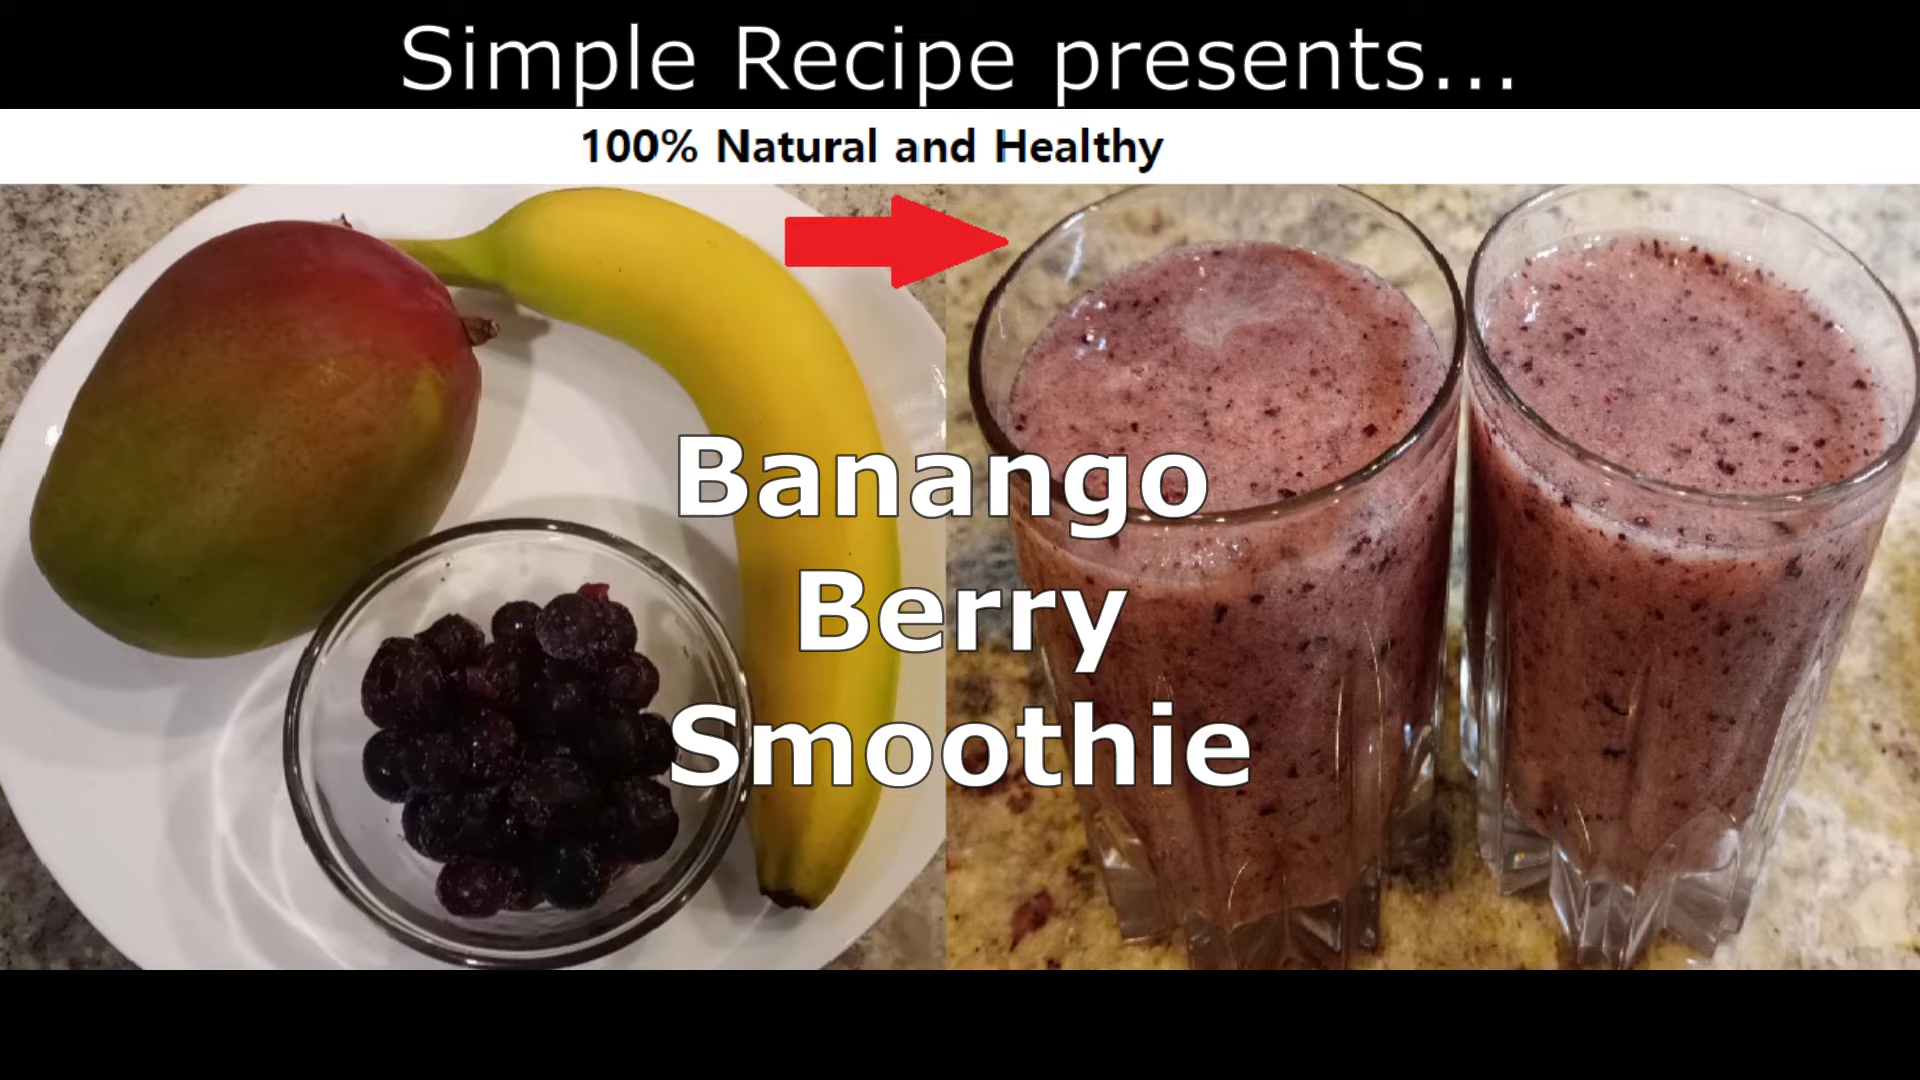 Simple Recipe presents...
100% Natural and Healthy
Banango
Berry
Smoothie